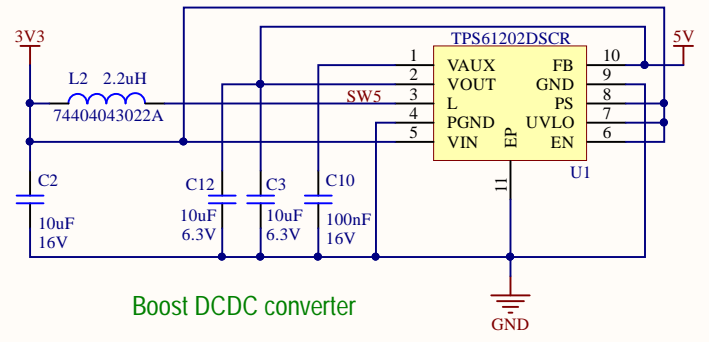 TPS61202DSCR
3V3
5V
1 VAUX FB 10
2 VOUT GND 9
SW5 3 L PS 8
4 PGND UVLO 7
5 VIN EN 6
EP
11
U1
L2 2.2uH
74404043022A
C2
10uF
16V
C12
10uF
6.3V
C3
10uF
6.3V
C10
100nF
16V
Boost DCDC converter
GND